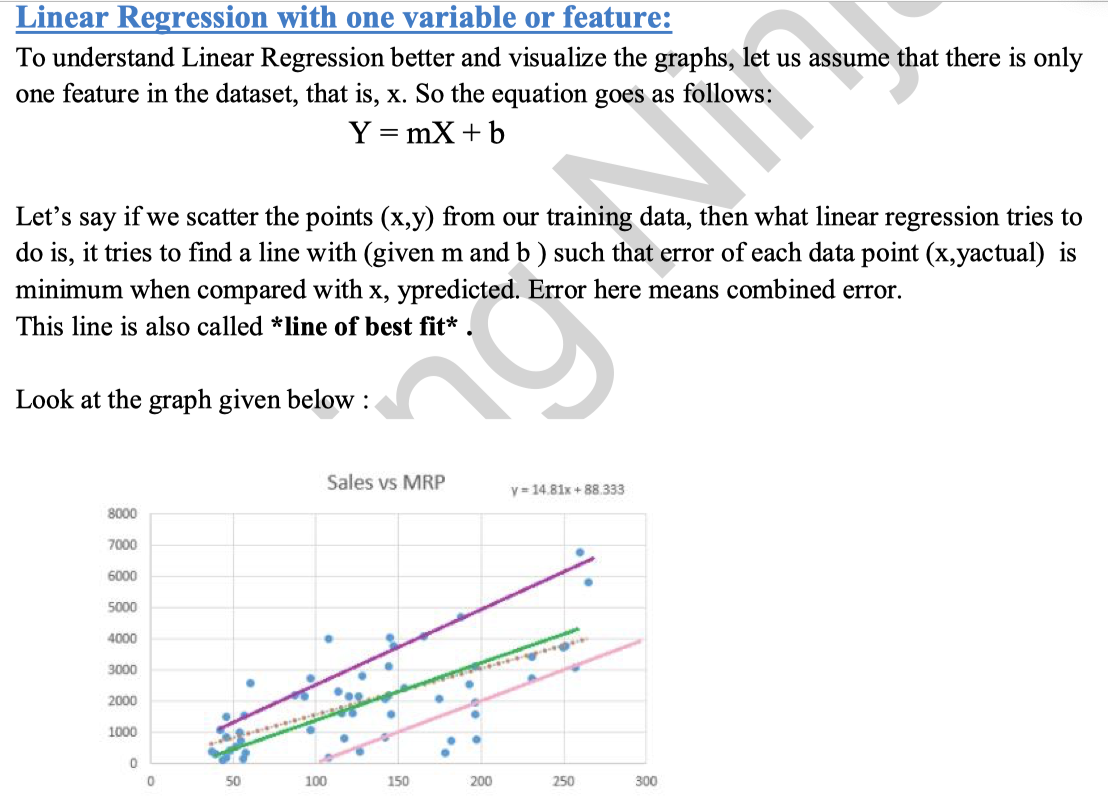 Linear Regression with one variable or feature:
To understand Linear Regression better and visualize the graphs, let us assume that there is only
one feature in the dataset, that is, x. So the equation goes as follows:
Y = mX + b
Let’s say if we scatter the points (x,y) from our training data, then what linear regression tries to
do is, it tries to find a line with (given m and b ) such that error of each data point (x,yactual) is
minimum when compared with x, ypredicted. Error here means combined error.
This line is also called *line of best fit* .
Look at the graph given below :
Sales vs MRP
y = 14.81x + 88.333
8000
7000
6000
5000
4000
3000
2000
1000
0
0 50 100 150 200 250 300
ng Ninj